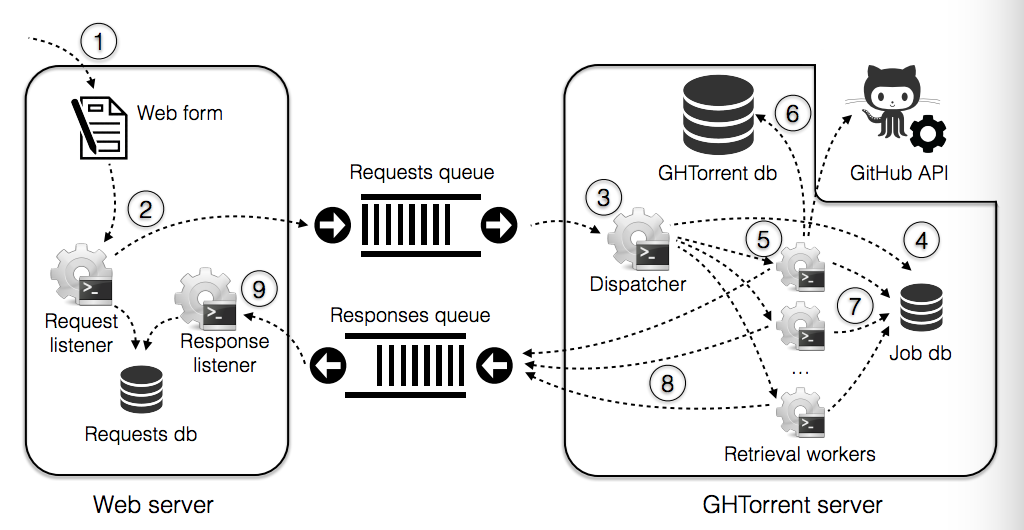 1
Web form
2
Request
listener
9
Response
listener
Requests db
Web server
Requests queue
Responses queue
3
Dispatcher
GHTorrent db
6
GitHub API
5
4
7
Job db
...
8
Retrieval workers
GHTorrent server
>_
>_
>_
>_
>_
>_